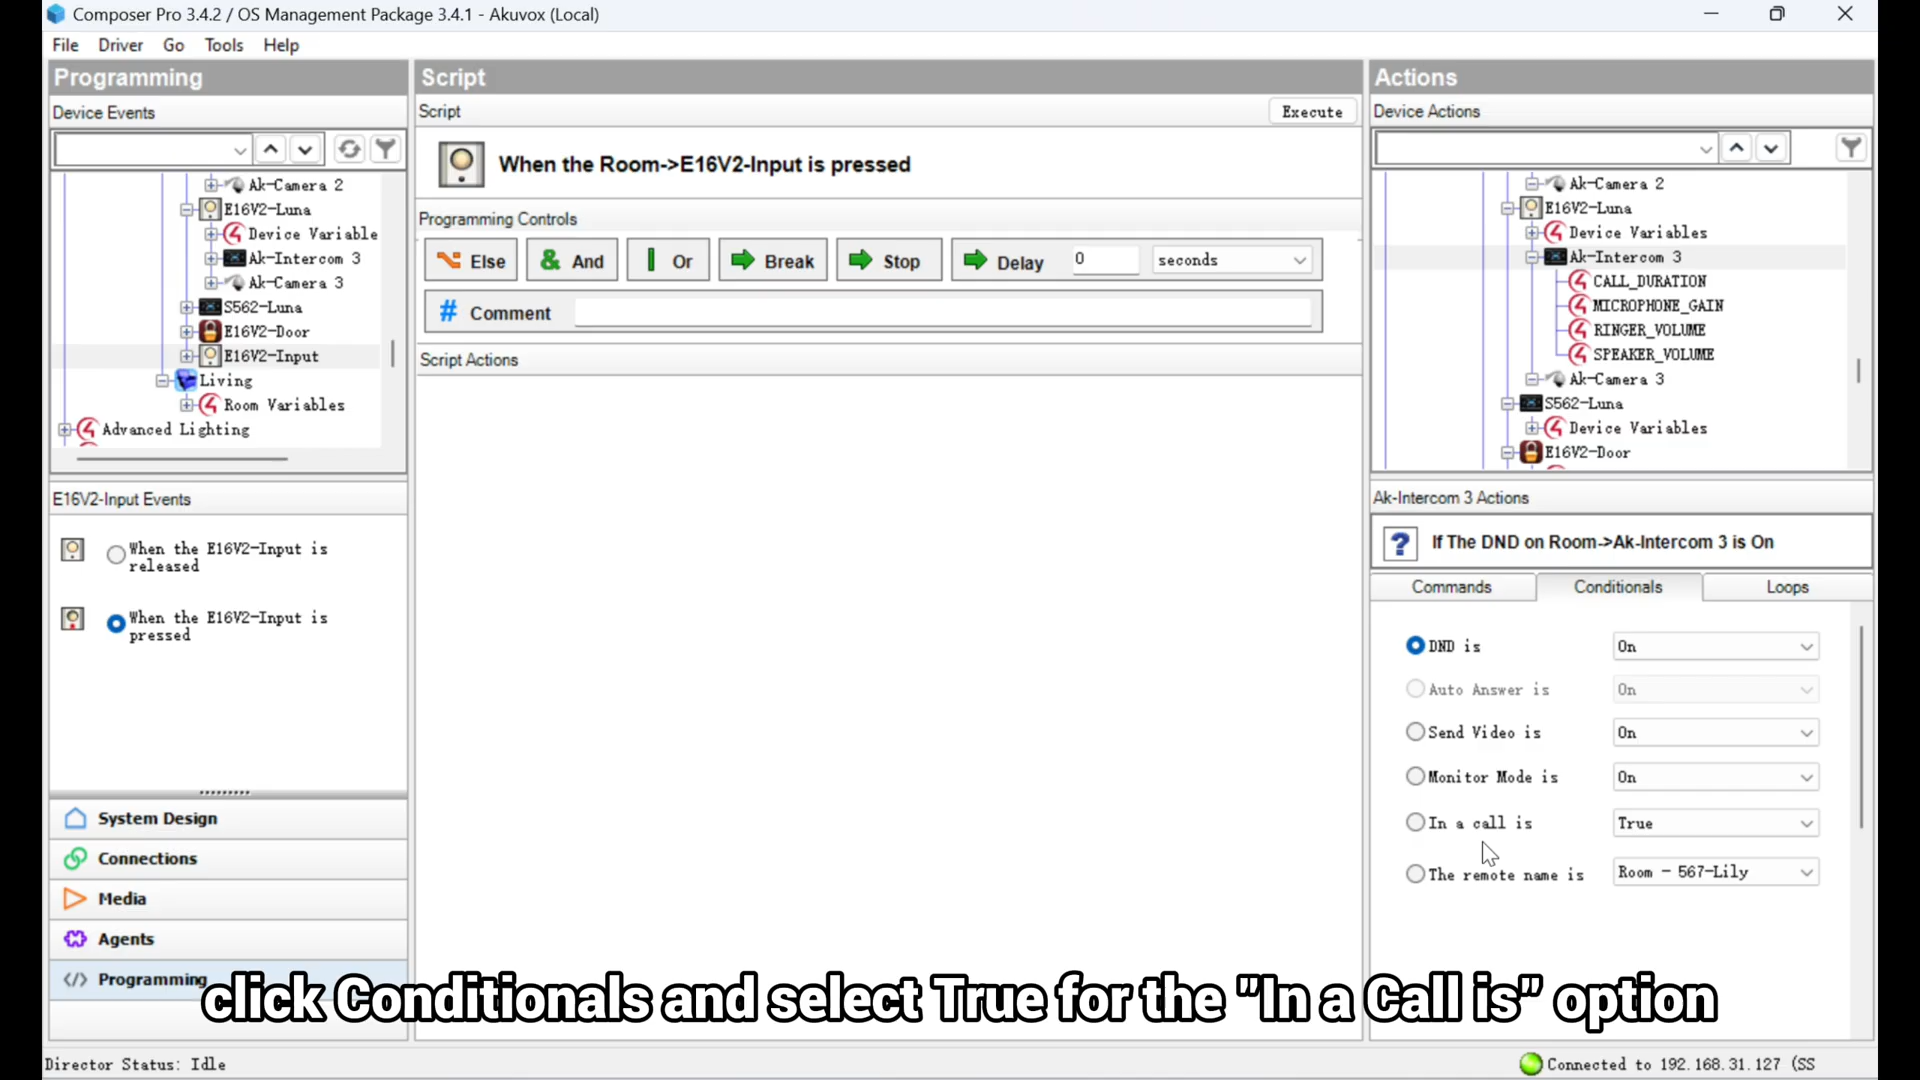 Composer Pro 3.4.2 / OS Management Package 3.4.1 - Akuvox (Local)
File Driver Go Tools Help
Programming
Device Events
Ak-Camera 2
E16V2-Luna
Device Variable
Ak-Intercom 3
Ak-Camera 3
S562-Luna
E16V2-Door
E16V2-Input
Living
Room Variables
Advanced Lighting
E16V2-Input Events
When the E16V2-Input is
released
When the E16V2-Input is
pressed
System Design
Connections
Media
Agents
Programming
Script
Script
Execute
When the Room->E16V2-Input is pressed
Programming Controls
Else
And
Or
Break
Stop
Delay 0 seconds
Comment
Script Actions
Actions
Device Actions
Ak-Camera 2
E16V2-Luna
Device Variables
Ak-Intercom 3
CALL_DURATION
MICROPHONE_GAIN
RINGER_VOLUME
SPEAKER_VOLUME
Ak-Camera 3
S562-Luna
Device Variables
E16V2-Door
Ak-Intercom 3 Actions
If The DND on Room->Ak-Intercom 3 is On
Commands Conditionals Loops
DND is On
Auto Answer is On
Send Video is On
Monitor Mode is On
In a call is True
The remote name is Room - 567-Lily
click Conditionals and select True for the "In a Call is" option
Director Status: Idle
Connected to 192.168.31.127 (SS